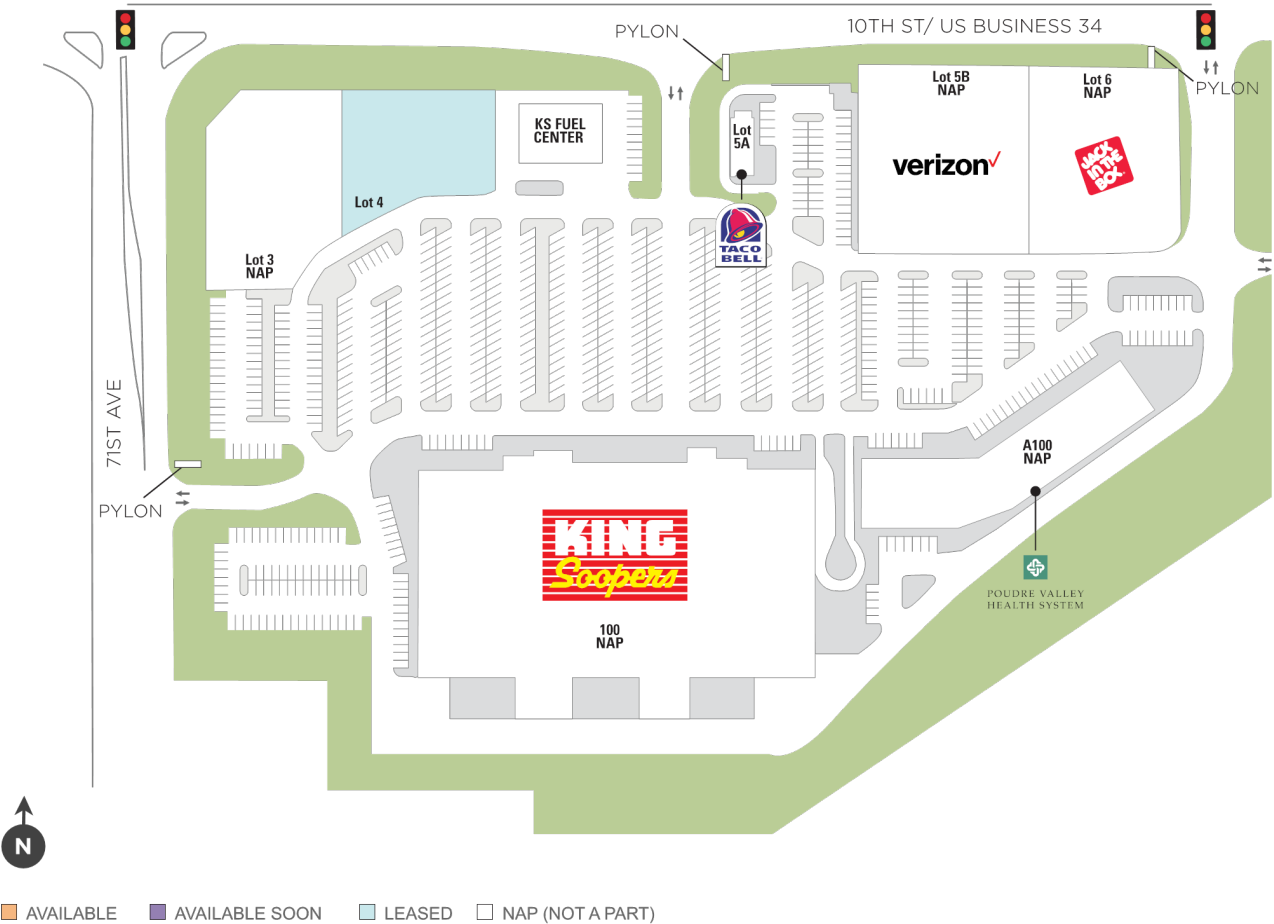 10TH ST/ US BUSINESS 34
PYLON
PYLON
Lot 5B
NAP
Lot 6
NAP
KS FUEL
CENTER
Lot
5A
verizon
JACK
IN THE
BOX
Lot 4
TACO
BELL
Lot 3
NAP
71ST AVE
PYLON
A100
NAP
KING
Soopers
POUDRE VALLEY
HEALTH SYSTEM
100
NAP
N
AVAILABLE
AVAILABLE SOON
LEASED
NAP (NOT A PART)